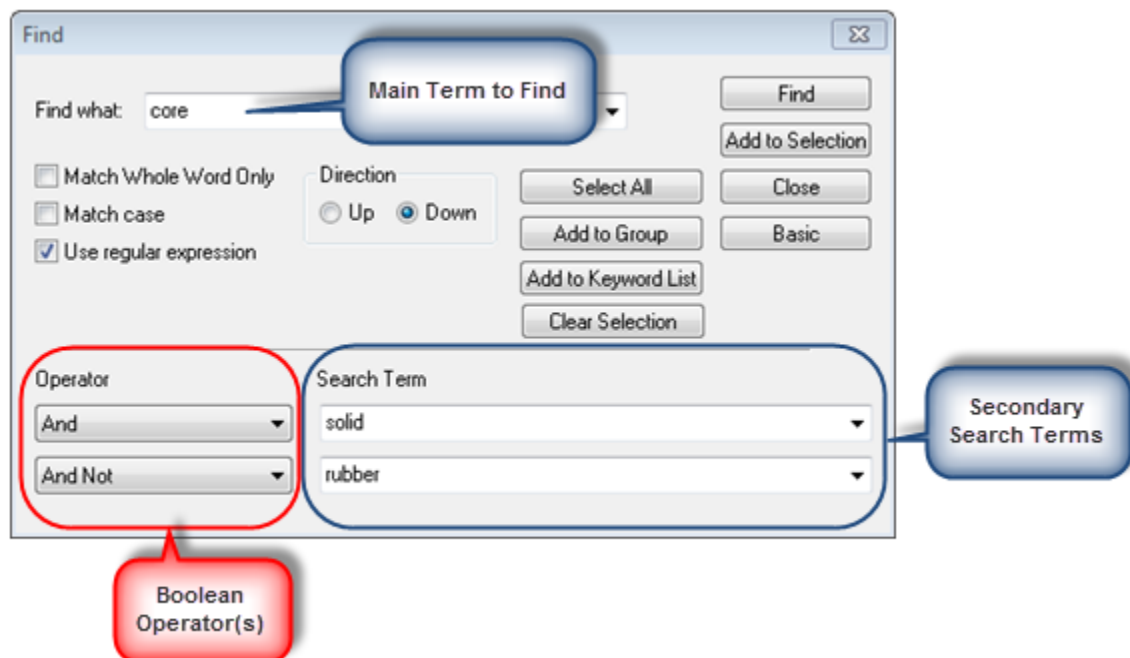 Find
Main Term to Find
Find what: core
Find
Add to Selection
Match Whole Word Only
Direction
Select All
Close
Match case
Up Down
Add to Group
Basic
Use regular expression
Add to Keyword List
Clear Selection
Operator
Search Term
And
solid
And Not
rubber
Secondary
Search Terms
Boolean
Operator(s)